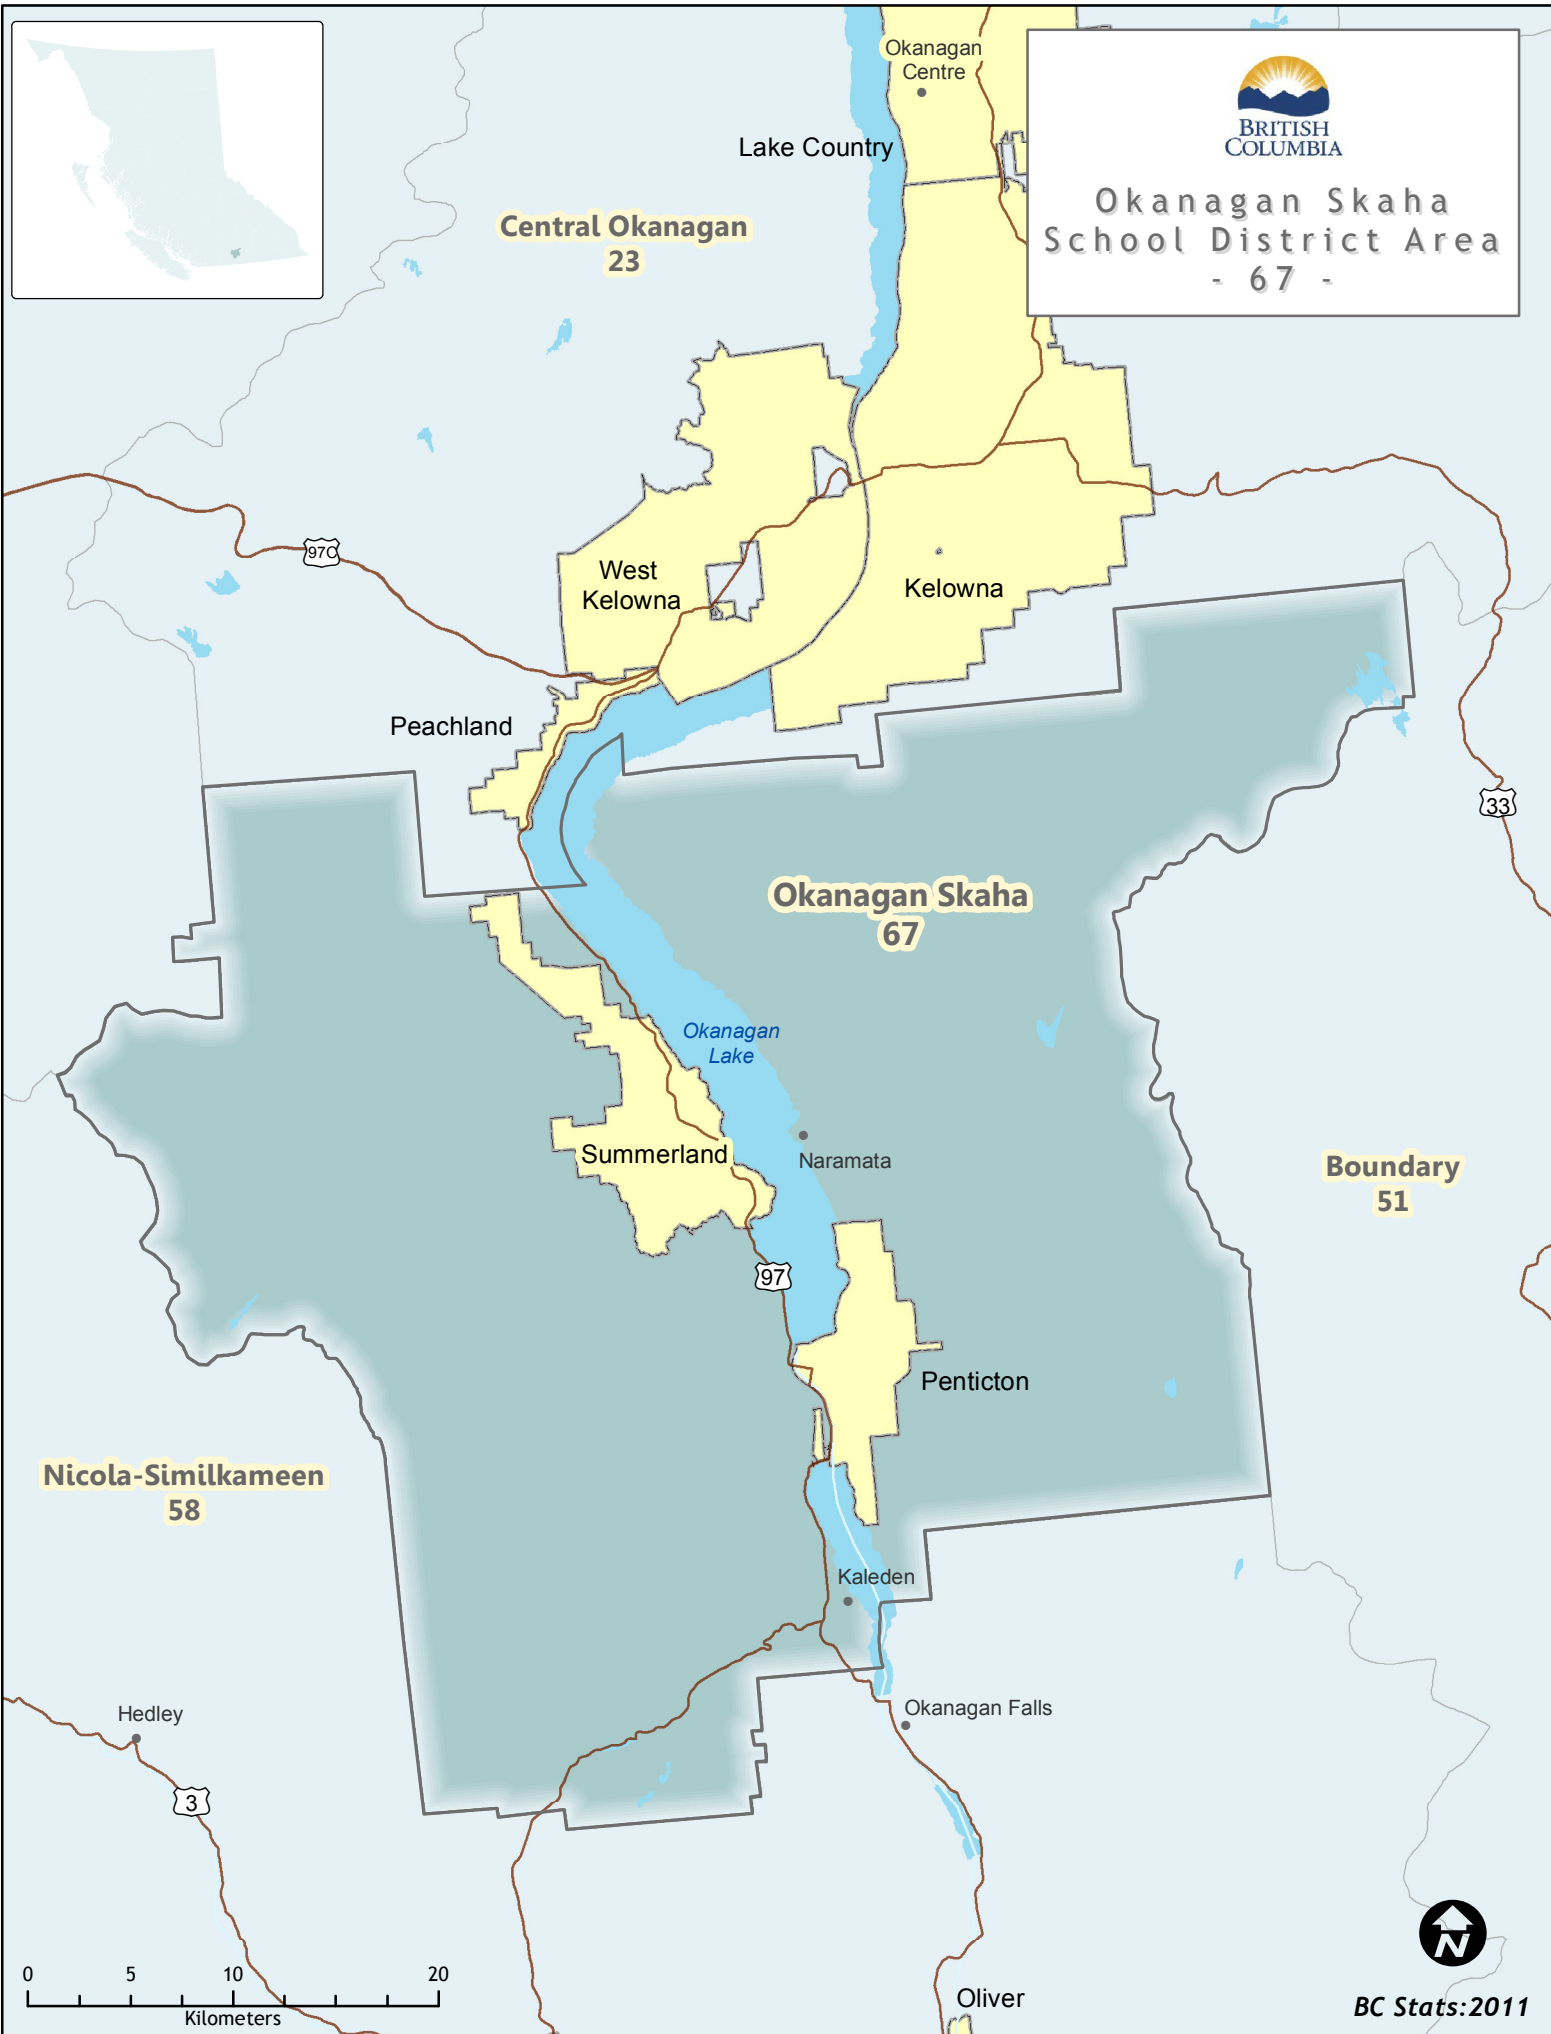 Okanagan
Centre
BRITISH
COLUMBIA
Lake Country
Okanagan Skaha
School District Area
- 67 -
Central Okanagan
23
97C
West
Kelowna
Kelowna
Peachland
33
Okanagan Skaha
67
Okanagan
Lake
Summerland
Naramata
Boundary
51
97
Penticton
Nicola-Similkameen
58
Kaleden
Hedley
Okanagan Falls
3
0 5 10 20
Kilometers
N
Oliver
BC Stats:2011